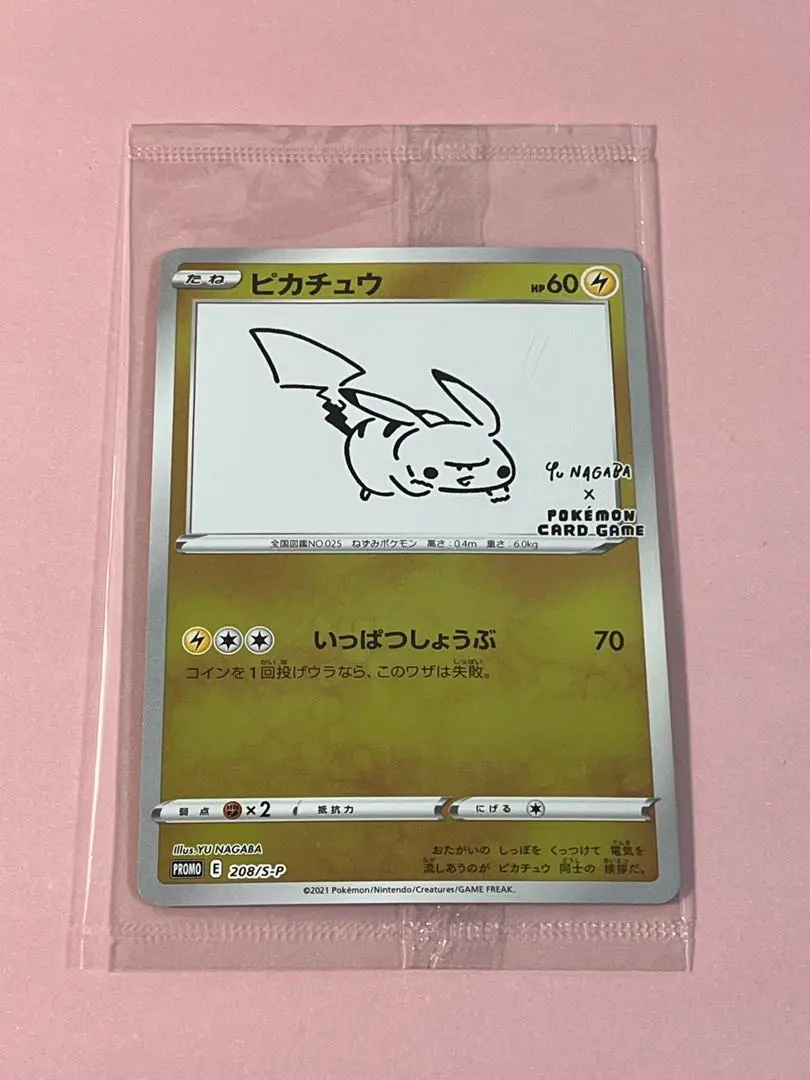 たね ピカチュウ HP60
Yu NAGABA
×
POKÉMON
CARD GAME
全国図鑑NO.025 ねずみポケモン 高さ:0.4m 重さ:6.0kg
いっぱつしょうぶ 70
コインを1回投げウラなら、このワザは失敗。
弱点 ×2 抵抗力 にげる
Illus. YU NAGABA
PROMO E 208/S-P
おたがいの しっぽを くっつけて 電気を
流しあうのが ピカチュウ 同士の 挨拶だ。
©2021 Pokémon/Nintendo/Creatures/GAME FREAK.